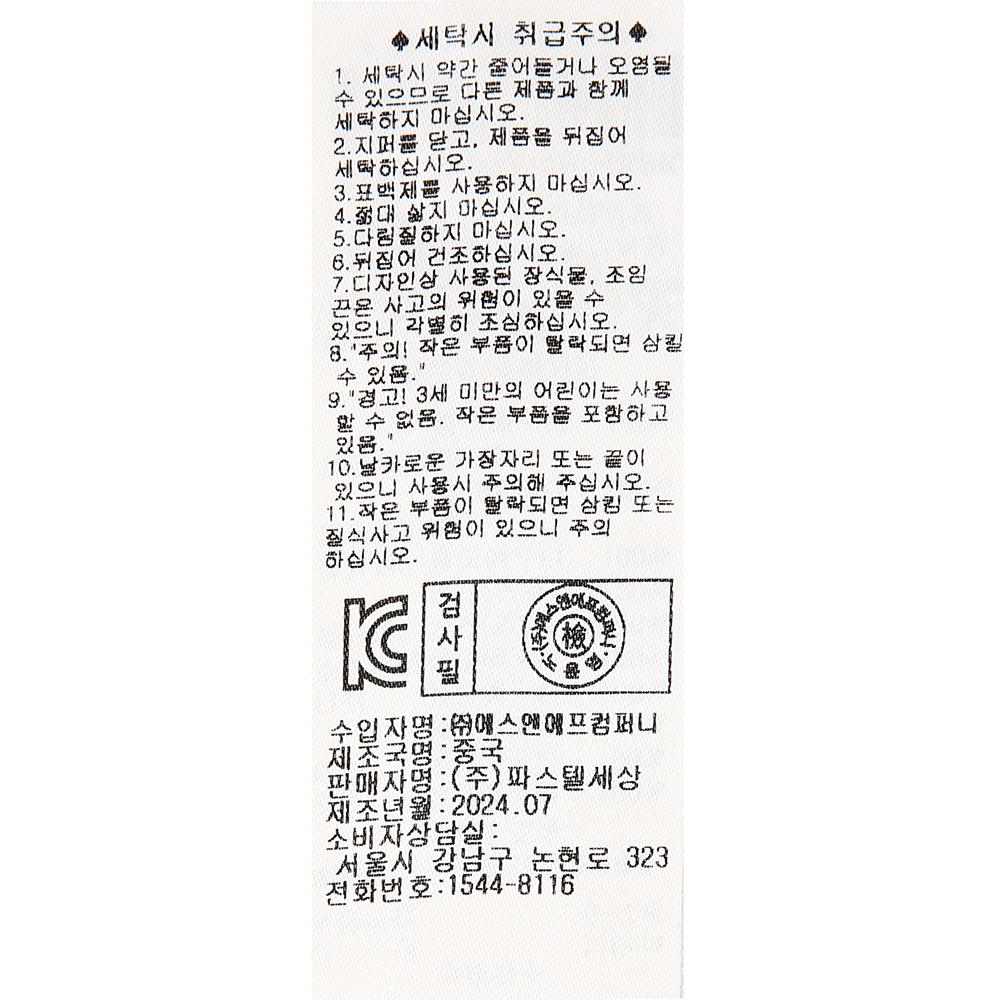 ♠세탁시 취급주의♠
1. 세탁시 약간 줄어들거나 오염될
수 있으므로 다른 제품과 함께
세탁하지 마십시오.
2.지퍼를 닫고, 제품을 뒤집어
세탁하십시오.
3.표백제를 사용하지 마십시오.
4.절대 삶지 마십시오.
5.다림질하지 마십시오.
6.뒤집어 건조하십시오.
7.디자인상 사용된 장식물, 조임
끈은 사고의 위험이 있을 수
있으니 각별히 조심하십시오.
8."주의! 작은 부품이 탈락되면 삼킬
수 있음."
9."경고! 3세 미만의 어린이는 사용
할 수 없음. 작은 부품을 포함하고
있음."
10.날카로운 가장자리 또는 끝이
있으니 사용시 주의해 주십시오.
11.작은 부품이 탈락되면 삼킴 또는
질식사고 위험이 있으니 주의
하십시오.
KC
검사필
(주)에스앤에프컴퍼니
檢
수입자명:㈜에스앤에프컴퍼니
제조국명:중국
판매자명:(주)파스텔세상
제조년월:2024.07
소비자상담실:
서울시 강남구 논현로 323
전화번호:1544-8116